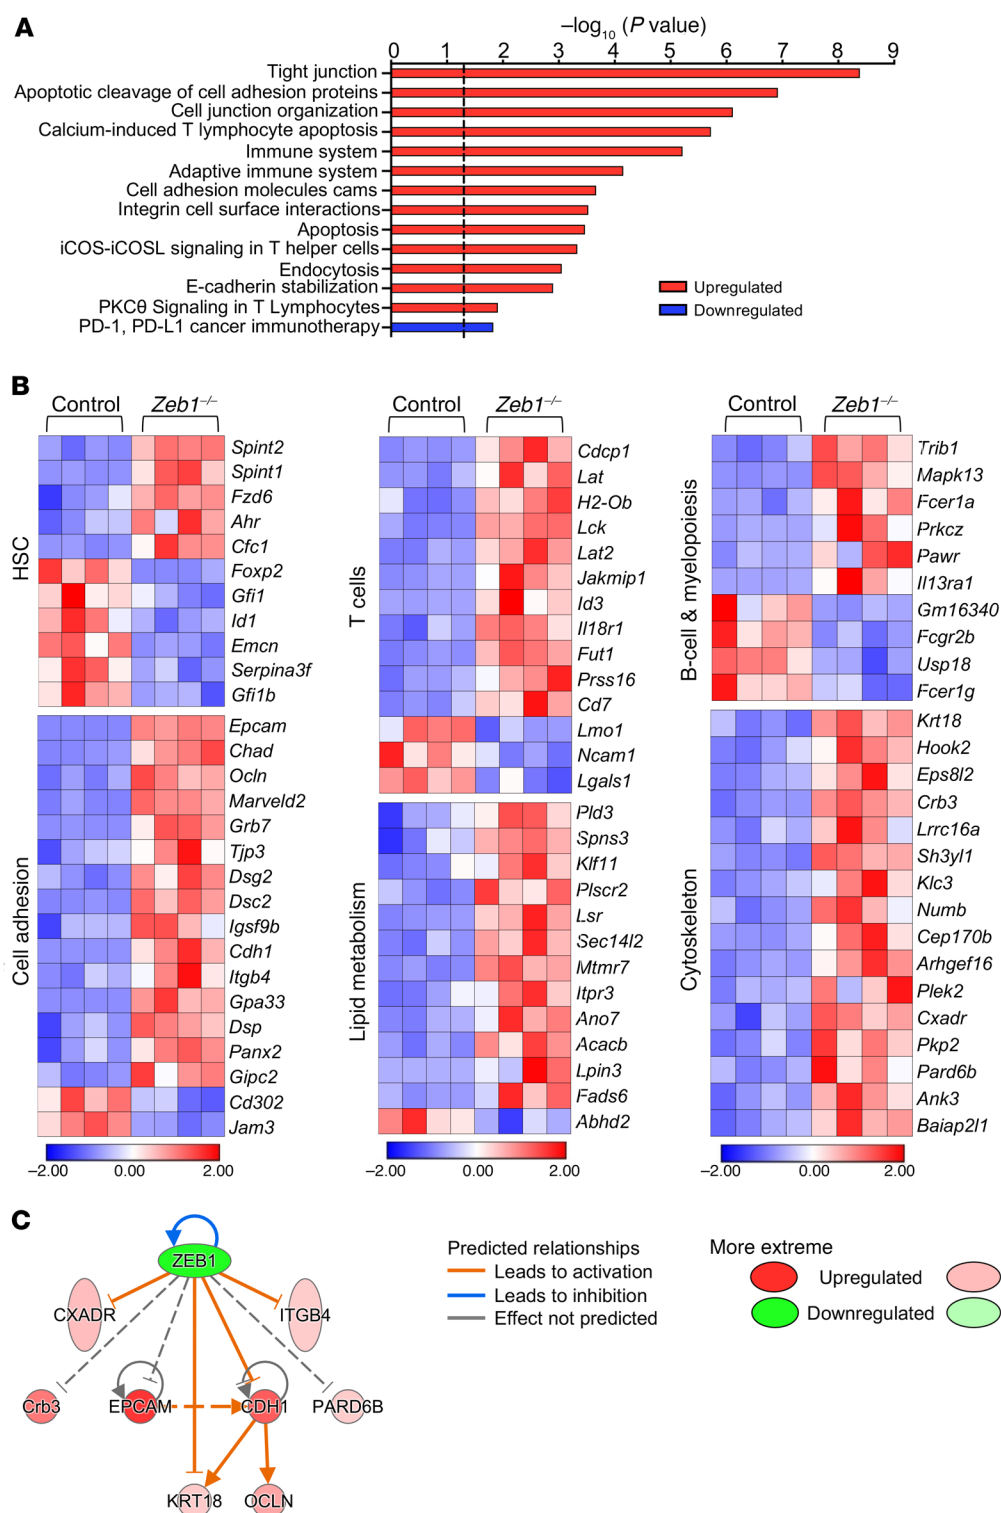 A
–log10 (P value)
0 1 2 3 4 5 6 7 8 9
Tight junction
Apoptotic cleavage of cell adhesion proteins
Cell junction organization
Calcium-induced T lymphocyte apoptosis
Immune system
Adaptive immune system
Cell adhesion molecules cams
Integrin cell surface interactions
Apoptosis
iCOS-iCOSL signaling in T helper cells
Endocytosis
E-cadherin stabilization
PKCθ Signaling in T Lymphocytes
PD-1, PD-L1 cancer immunotherapy
Upregulated
Downregulated
B
Control Zeb1–/–
HSC
Spint2
Spint1
Fzd6
Ahr
Cfc1
Foxp2
Gfi1
Id1
Emcn
Serpina3f
Gfi1b
Cell adhesion
Epcam
Chad
Ocln
Marveld2
Grb7
Tjp3
Dsg2
Dsc2
Igsf9b
Cdh1
Itgb4
Gpa33
Dsp
Panx2
Gipc2
Cd302
Jam3
–2.00 0.00 2.00
Control Zeb1–/–
T cells
Cdcp1
Lat
H2-Ob
Lck
Lat2
Jakmip1
Id3
Il18r1
Fut1
Prss16
Cd7
Lmo1
Ncam1
Lgals1
Lipid metabolism
Pld3
Spns3
Klf11
Plscr2
Lsr
Sec14l2
Mtmr7
Itpr3
Ano7
Acacb
Lpin3
Fads6
Abhd2
–2.00 0.00 2.00
Control Zeb1–/–
B-cell & myelopoiesis
Trib1
Mapk13
Fcer1a
Prkcz
Pawr
Il13ra1
Gm16340
Fcgr2b
Usp18
Fcer1g
Cytoskeleton
Krt18
Hook2
Eps8l2
Crb3
Lrrc16a
Sh3yl1
Klc3
Numb
Cep170b
Arhgef16
Plek2
Cxadr
Pkp2
Pard6b
Ank3
Baiap2l1
–2.00 0.00 2.00
C
ZEB1
CXADR ITGB4
Crb3 EPCAM CDH1 PARD6B
KRT18 OCLN
Predicted relationships
Leads to activation
Leads to inhibition
Effect not predicted
More extreme
Upregulated
Downregulated